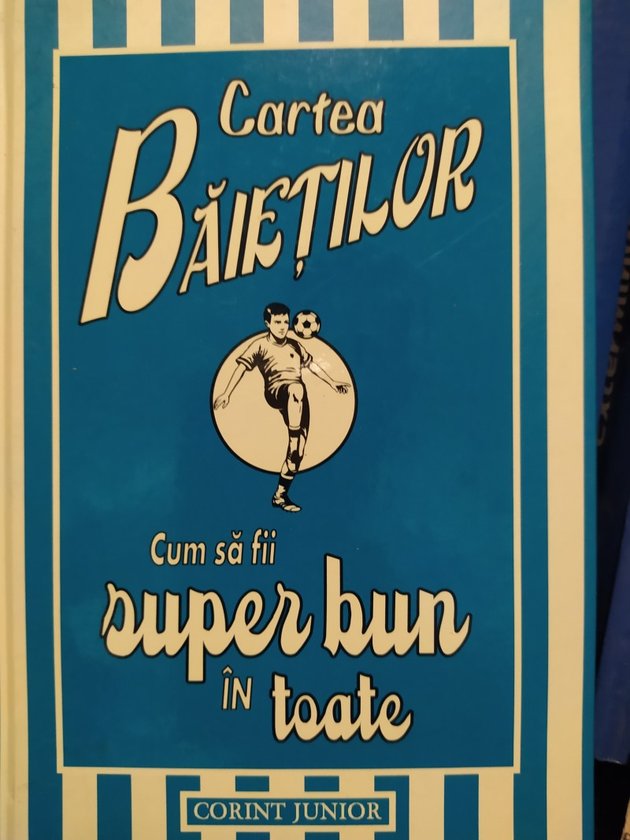 Cartea
BĂIEȚILOR
Cum să fii
super bun
ÎN toate
CORINT JUNIOR